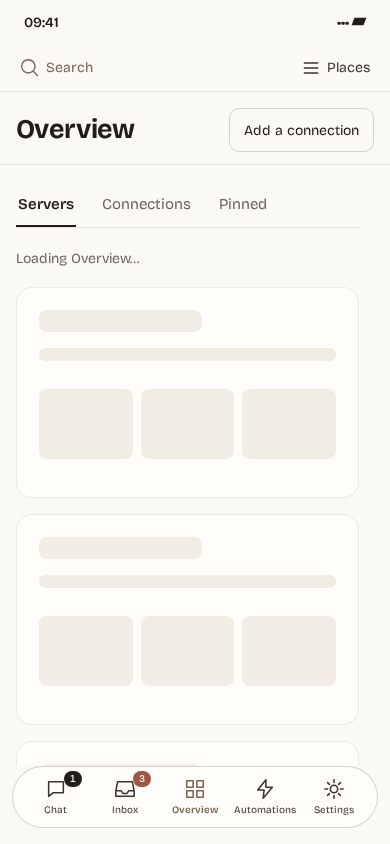 09:41
Search
Places
Overview
Add a connection
Servers
Connections
Pinned
Loading Overview...
1
3
Chat
Inbox
Overview
Automations
Settings